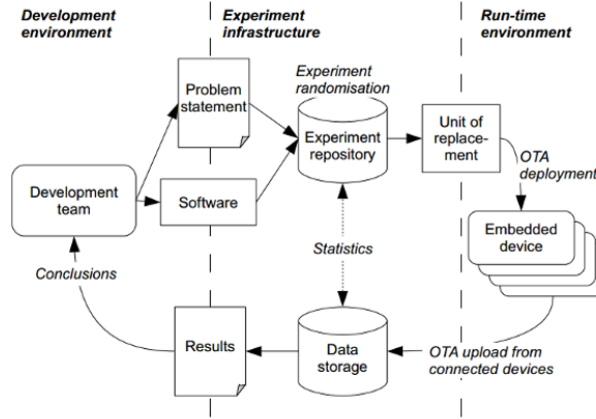 Development
environment
Experiment
infrastructure
Run-time
environment
Problem
statement
Experiment
randomisation
Experiment
repository
Unit of
replace-
ment
OTA
deployment
Development
team
Software
Embedded
device
Statistics
Conclusions
Results
Data
storage
OTA upload from
connected devices